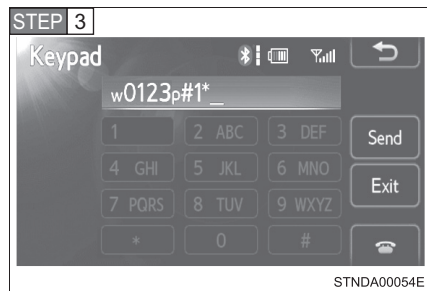 STEP 3
Keypad
w0123p#1*_
1 2 ABC 3 DEF
Send
4 GHI 5 JKL 6 MNO
Exit
7 PQRS 8 TUV 9 WXYZ
* 0 #
STNDA00054E